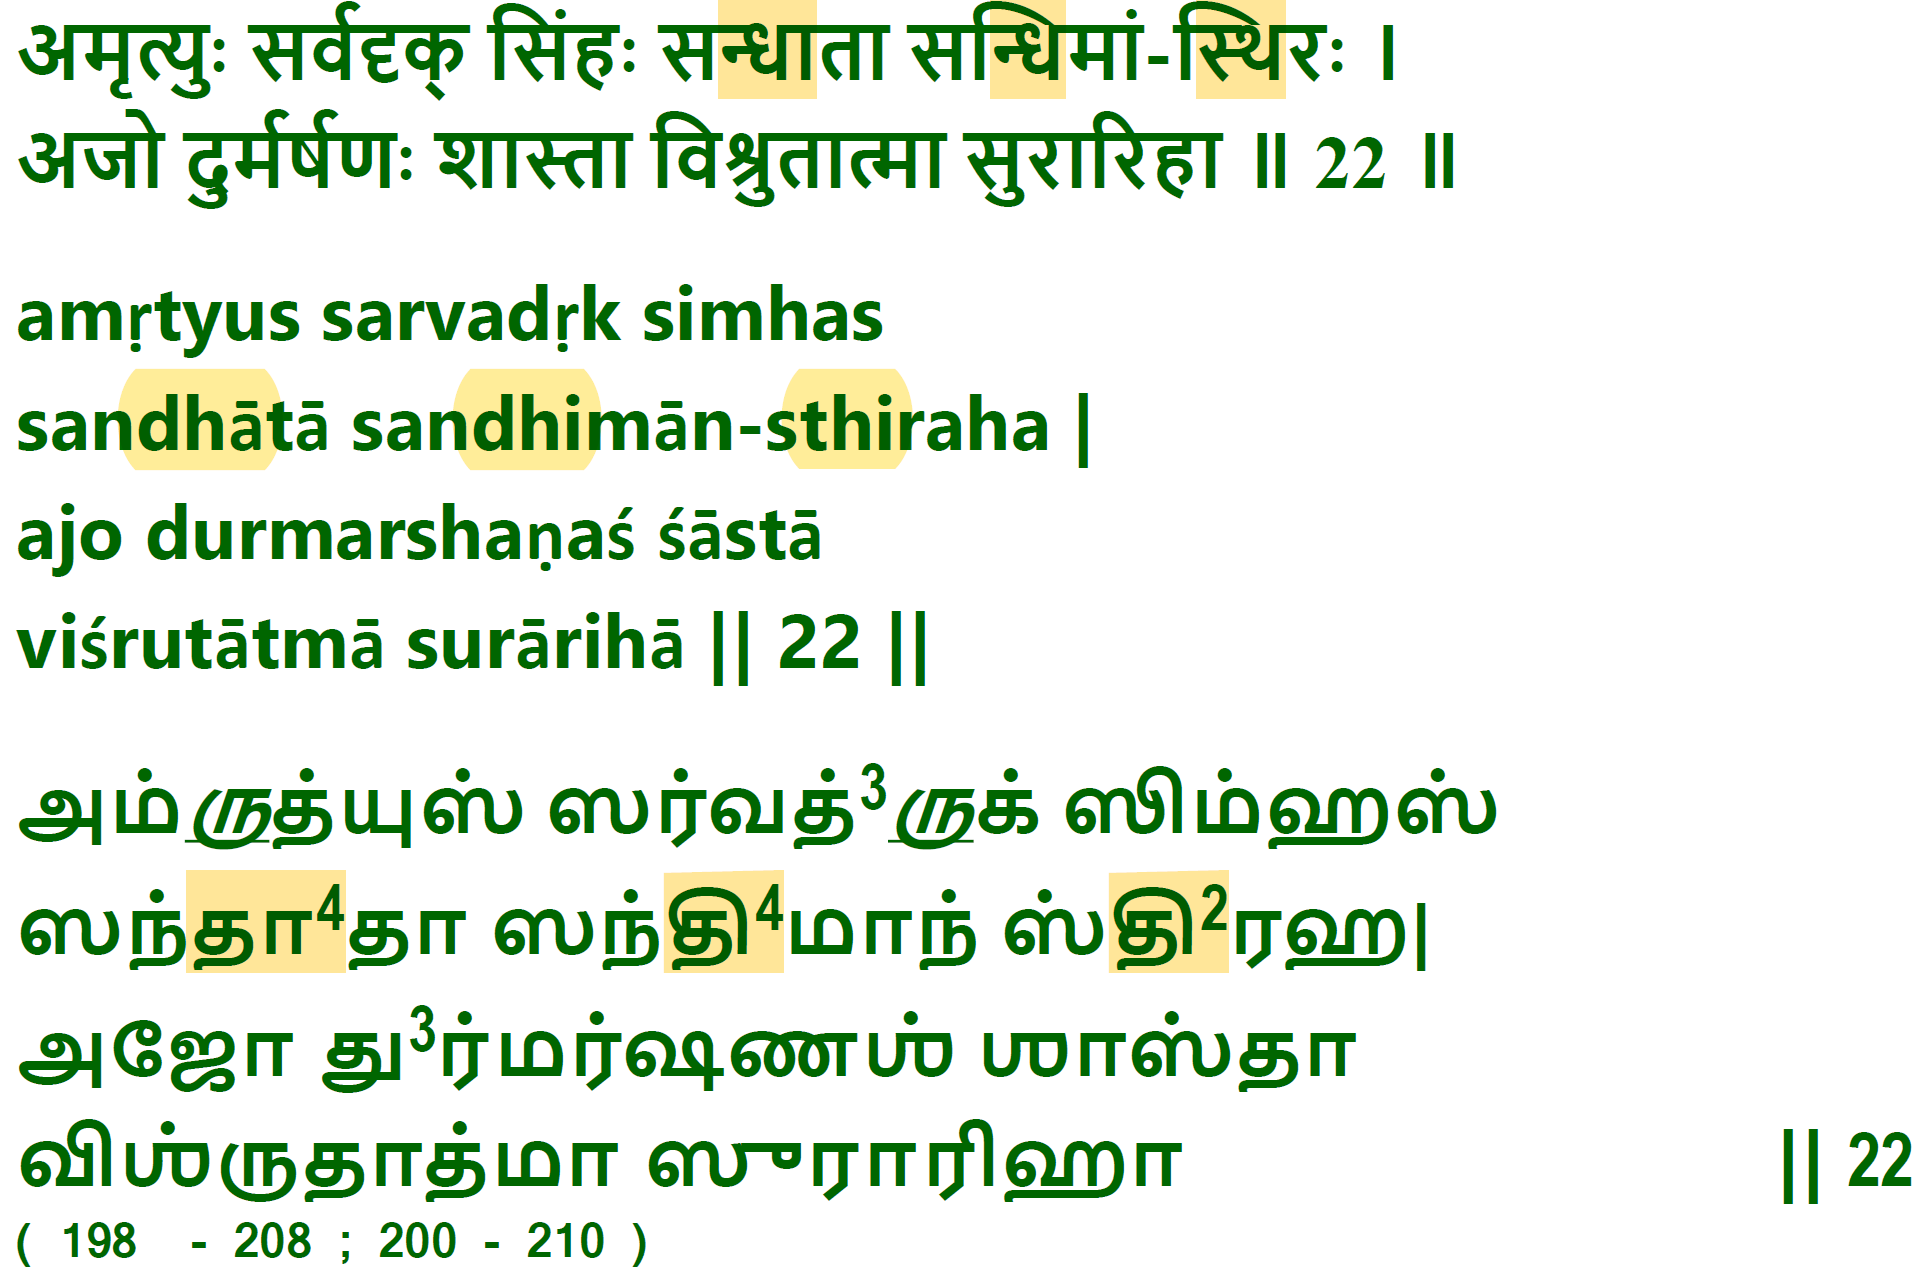 अमृत्युः सर्वदृक् सिंहः सन्धाता सन्धिमां-स्थिरः ।
अजो दुर्मर्षणः शास्ता विश्रुतात्मा सुरारिहा ॥ 22 ॥
amṛtyus sarvadṛk simhas
sandhātā sandhimān-sthiraha |
ajo durmarshaṇaś śāstā
viśrutātmā surārihā || 22 ||
அம்ருத்யுஸ் ஸர்வத்³ருக் ஸிம்ஹஸ்
ஸந்தா⁴தா ஸந்தி⁴மாந் ஸ்தி²ரஹ|
அஜோ து³ர்மர்ஷணஶ் ஶாஸ்தா
விஶ்ருதாத்மா ஸுராரிஹா || 22
( 198 - 208 ; 200 - 210 )